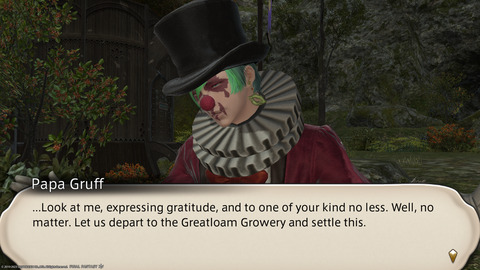 Papa Gruff
...Look at me, expressing gratitude, and to one of your kind no less. Well, no
matter. Let us depart to the Greatloam Growery and settle this.